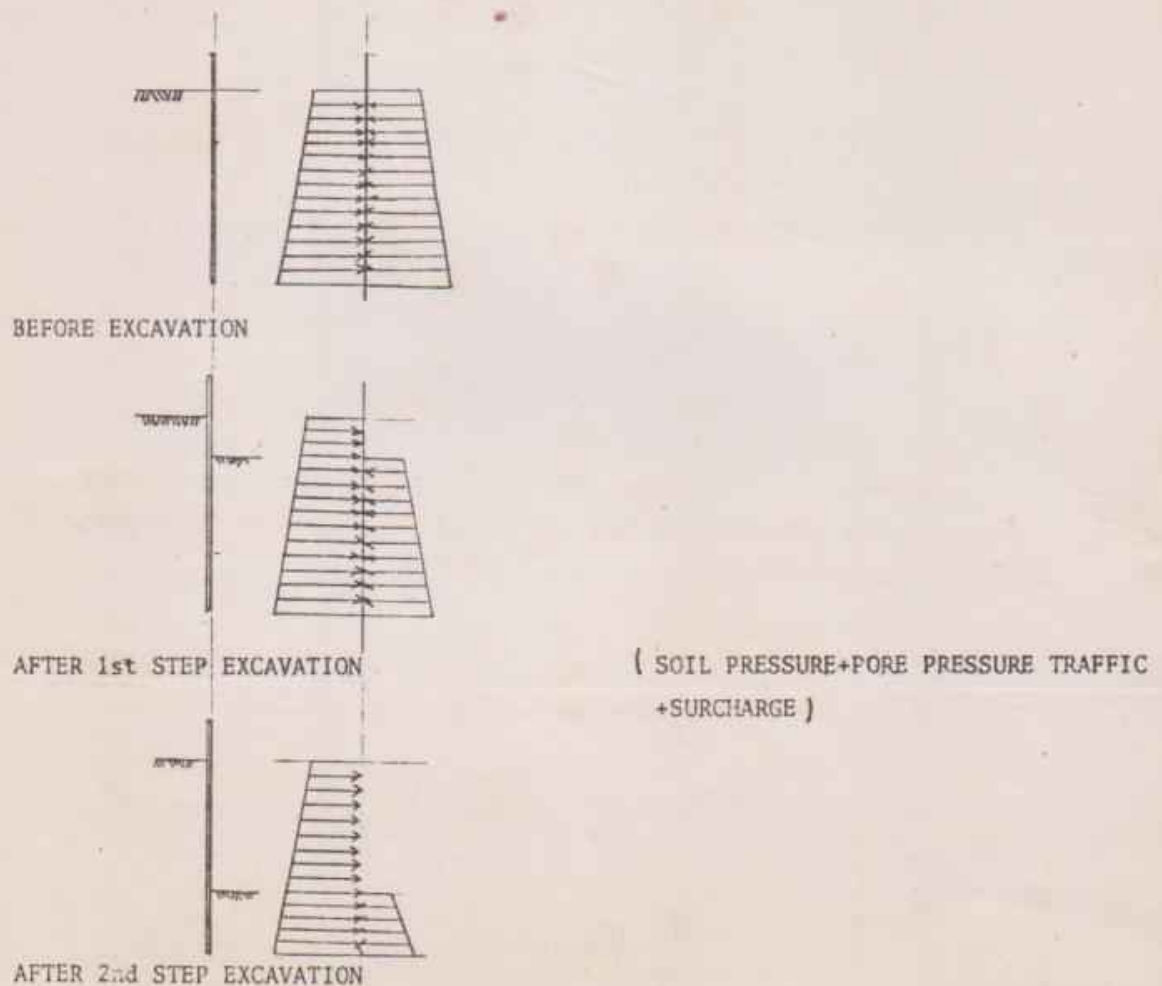 BEFORE EXCAVATION
AFTER 1st STEP EXCAVATION
( SOIL PRESSURE+PORE PRESSURE TRAFFIC
+SURCHARGE )
AFTER 2nd STEP EXCAVATION